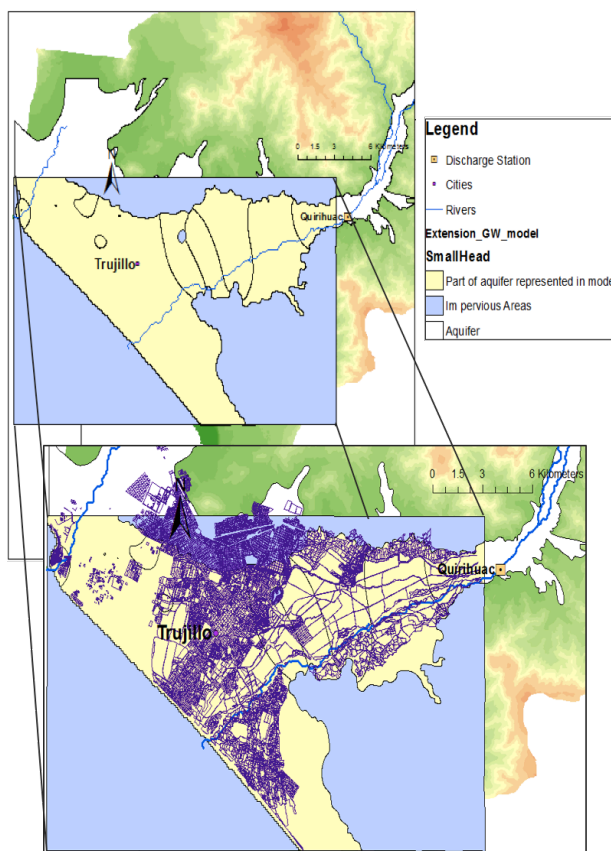 N
0 1.5 3 6 Kilometers
Quirihuac
Trujillo
Legend
Discharge Station
Cities
Rivers
Extension_GW_model
SmallHead
Part of aquifer represented in mode
Im pervious Areas
Aquifer
0 1.5 3 6 Kilometers
N
Quirihuac
Trujillo